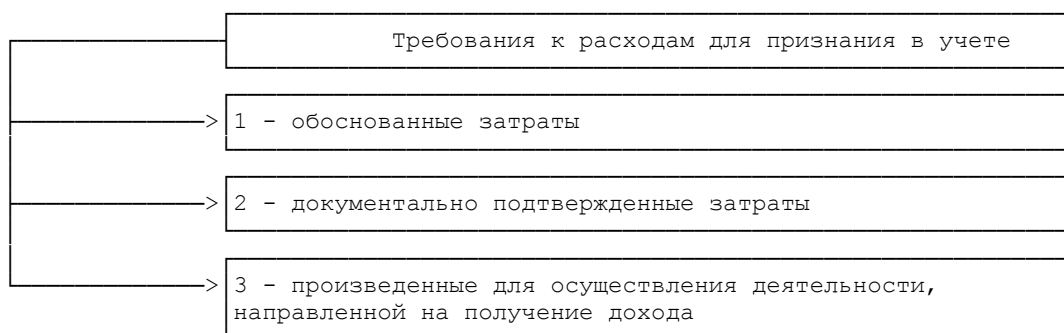 Требования к расходам для признания в учете
1 - обоснованные затраты
2 - документально подтвержденные затраты
3 - произведенные для осуществления деятельности,
направленной на получение дохода